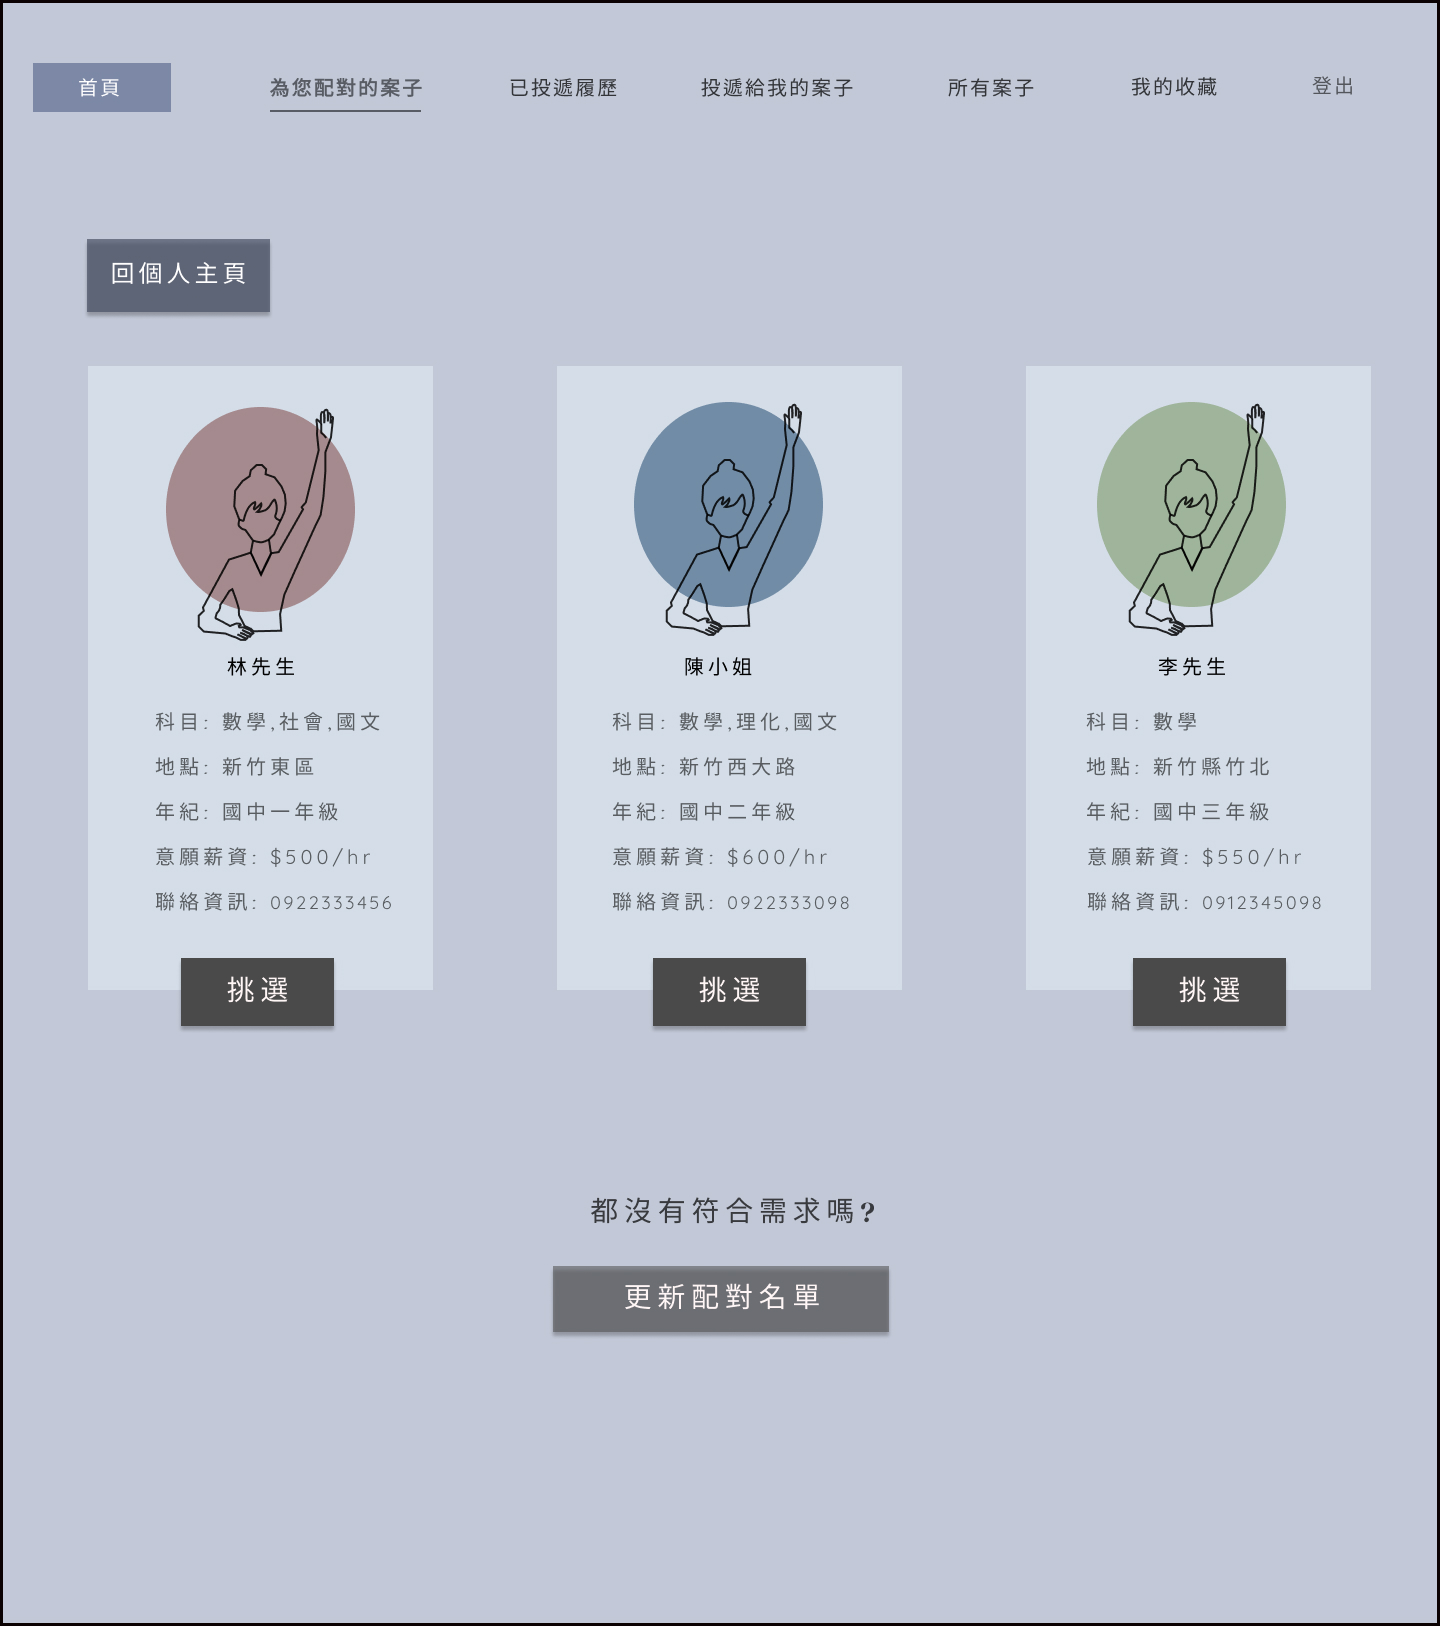 首頁
為您配對的案子
已投遞履歷
投遞給我的案子
所有案子
我的收藏
登出
回個人主頁
林先生
科目: 數學,社會,國文
地點: 新竹東區
年紀: 國中一年級
意願薪資: $500/hr
聯絡資訊: 0922333456
挑選
陳小姐
科目: 數學,理化,國文
地點: 新竹西大路
年紀: 國中二年級
意願薪資: $600/hr
聯絡資訊: 0922333098
挑選
李先生
科目: 數學
地點: 新竹縣竹北
年紀: 國中三年級
意願薪資: $550/hr
聯絡資訊: 0912345098
挑選
都沒有符合需求嗎?
更新配對名單